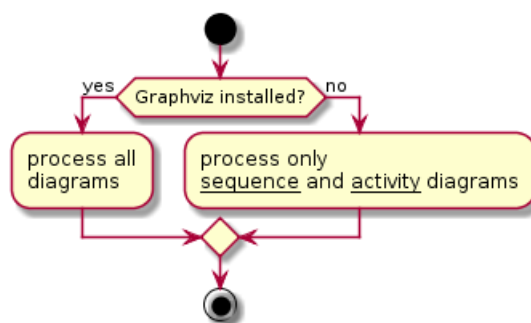 Graphviz installed?
yes
no
process all
diagrams
process only
sequence and activity diagrams